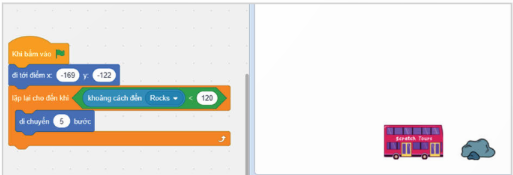 Khi bấm vào
đi tới điểm x: -169 y: -122
lặp lại cho đến khi khoảng cách đến Rocks < 120
di chuyển 5 bước
Scratch Tours